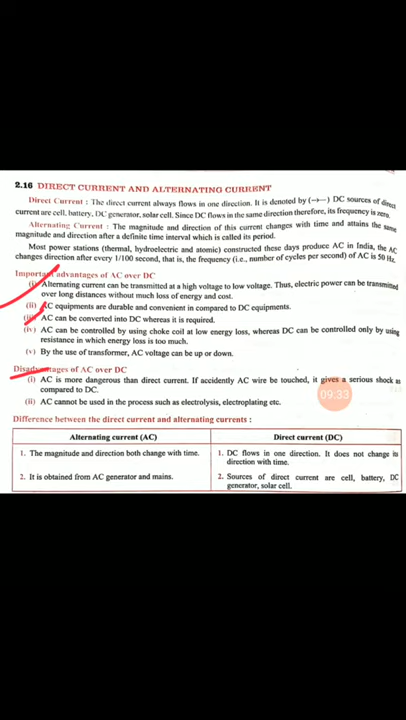 2.16 DIRECT CURRENT AND ALTERNATING CURRENT
Direct Current : The direct current always flows in one direction. It is denoted by (→–) DC sources of direct
current are cell, battery, DC generator, solar cell. Since DC flows in the same direction therefore, its frequency is zero.
Alternating Current : The magnitude and direction of this current changes with time and attains the same
magnitude and direction after a definite time interval which is called its period.
Most power stations (thermal, hydroelectric and atomic) constructed these days produce AC in India, the AC
changes direction after every 1/100 second, that is, the frequency (i.e., number of cycles per second) of AC is 50 Hz.
Important advantages of AC over DC
(i) Alternating current can be transmitted at a high voltage to low voltage. Thus, electric power can be transmitted
over long distances without much loss of energy and cost.
(ii) AC equipments are durable and convenient in compared to DC equipments.
(iii) AC can be converted into DC whereas it is required.
(iv) AC can be controlled by using choke coil at low energy loss, whereas DC can be controlled only by using
resistance in which energy loss is too much.
(v) By the use of transformer, AC voltage can be up or down.
Disadvantages of AC over DC
(i) AC is more dangerous than direct current. If accidently AC wire be touched, it gives a serious shock as
compared to DC.
09:33
(ii) AC cannot be used in the process such as electrolysis, electroplating etc.
Difference between the direct current and alternating currents :
Alternating current (AC) Direct current (DC)
1. The magnitude and direction both change with time. 1. DC flows in one direction. It does not change its
direction with time.
2. It is obtained from AC generator and mains. 2. Sources of direct current are cell, battery, DC
generator, solar cell.